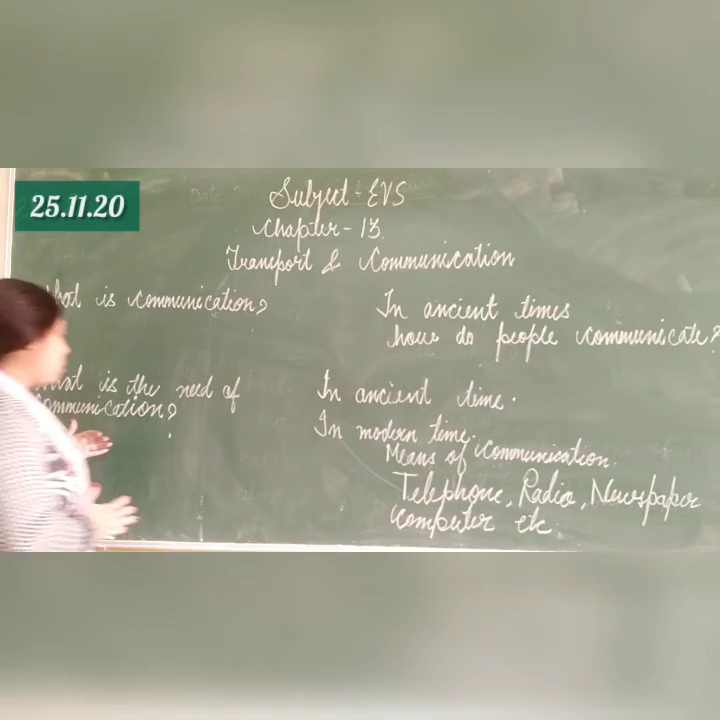 25.11.20
Date
Subject - EVS
Chapter - 13
Transport & Communication
What is communication?
What is the need of
communication?
In ancient times
how do people communicate?
In ancient time.
In modern time.
Means of communication.
Telephone, Radio, Newspaper
Computer etc.